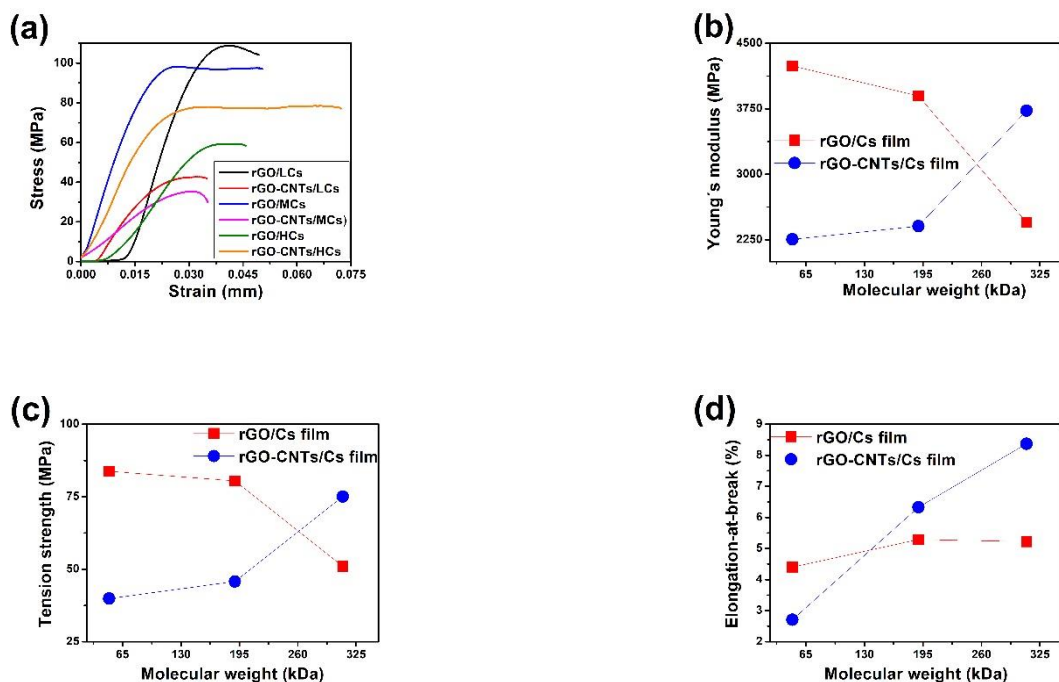 (a)
Stress (MPa)
100
80
60
40
20
0
rGO/LCs
rGO-CNTs/LCs
rGO/MCs
rGO-CNTs/MCs)
rGO/HCs
rGO-CNTs/HCs
0.000 0.015 0.030 0.045 0.060 0.075
Strain (mm)
(b)
Young´s modulus (MPa)
4500
3750
3000
2250
rGO/Cs film
rGO-CNTs/Cs film
65 130 195 260 325
Molecular weight (kDa)
(c)
Tension strength (MPa)
100
75
50
25
rGO/Cs film
rGO-CNTs/Cs film
65 130 195 260 325
Molecular weight (kDa)
(d)
Elongation-at-break (%)
9
8
7
6
5
4
3
2
rGO/Cs film
rGO-CNTs/Cs film
65 130 195 260 325
Molecular weight (kDa)